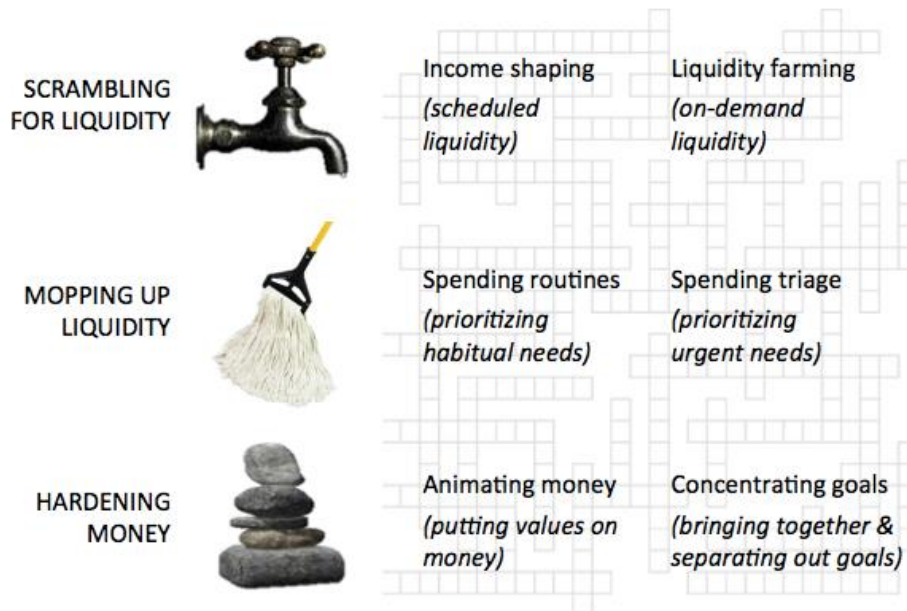 SCRAMBLING
FOR LIQUIDITY
Income shaping
(scheduled
liquidity)
Liquidity farming
(on-demand
liquidity)
MOPPING UP
LIQUIDITY
Spending routines
(prioritizing
habitual needs)
Spending triage
(prioritizing
urgent needs)
HARDENING
MONEY
Animating money
(putting values on
money)
Concentrating goals
(bringing together &
separating out goals)